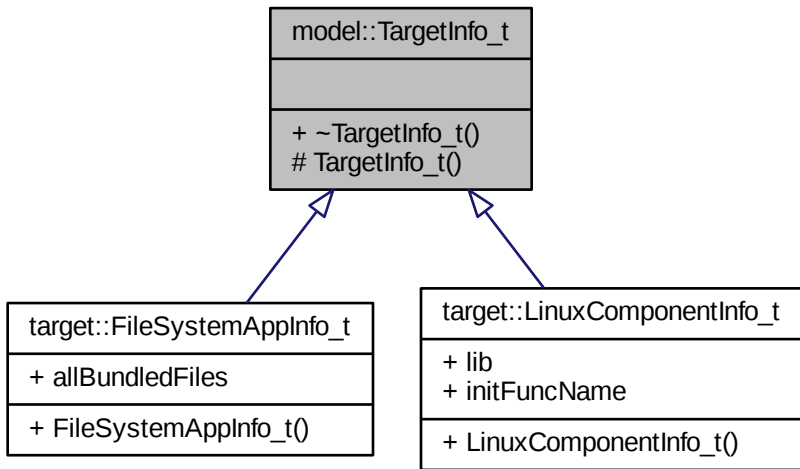 model::TargetInfo_t
+ ~TargetInfo_t()
# TargetInfo_t()
target::FileSystemAppInfo_t
+ allBundledFiles
+ FileSystemAppInfo_t()
target::LinuxComponentInfo_t
+ lib
+ initFuncName
+ LinuxComponentInfo_t()